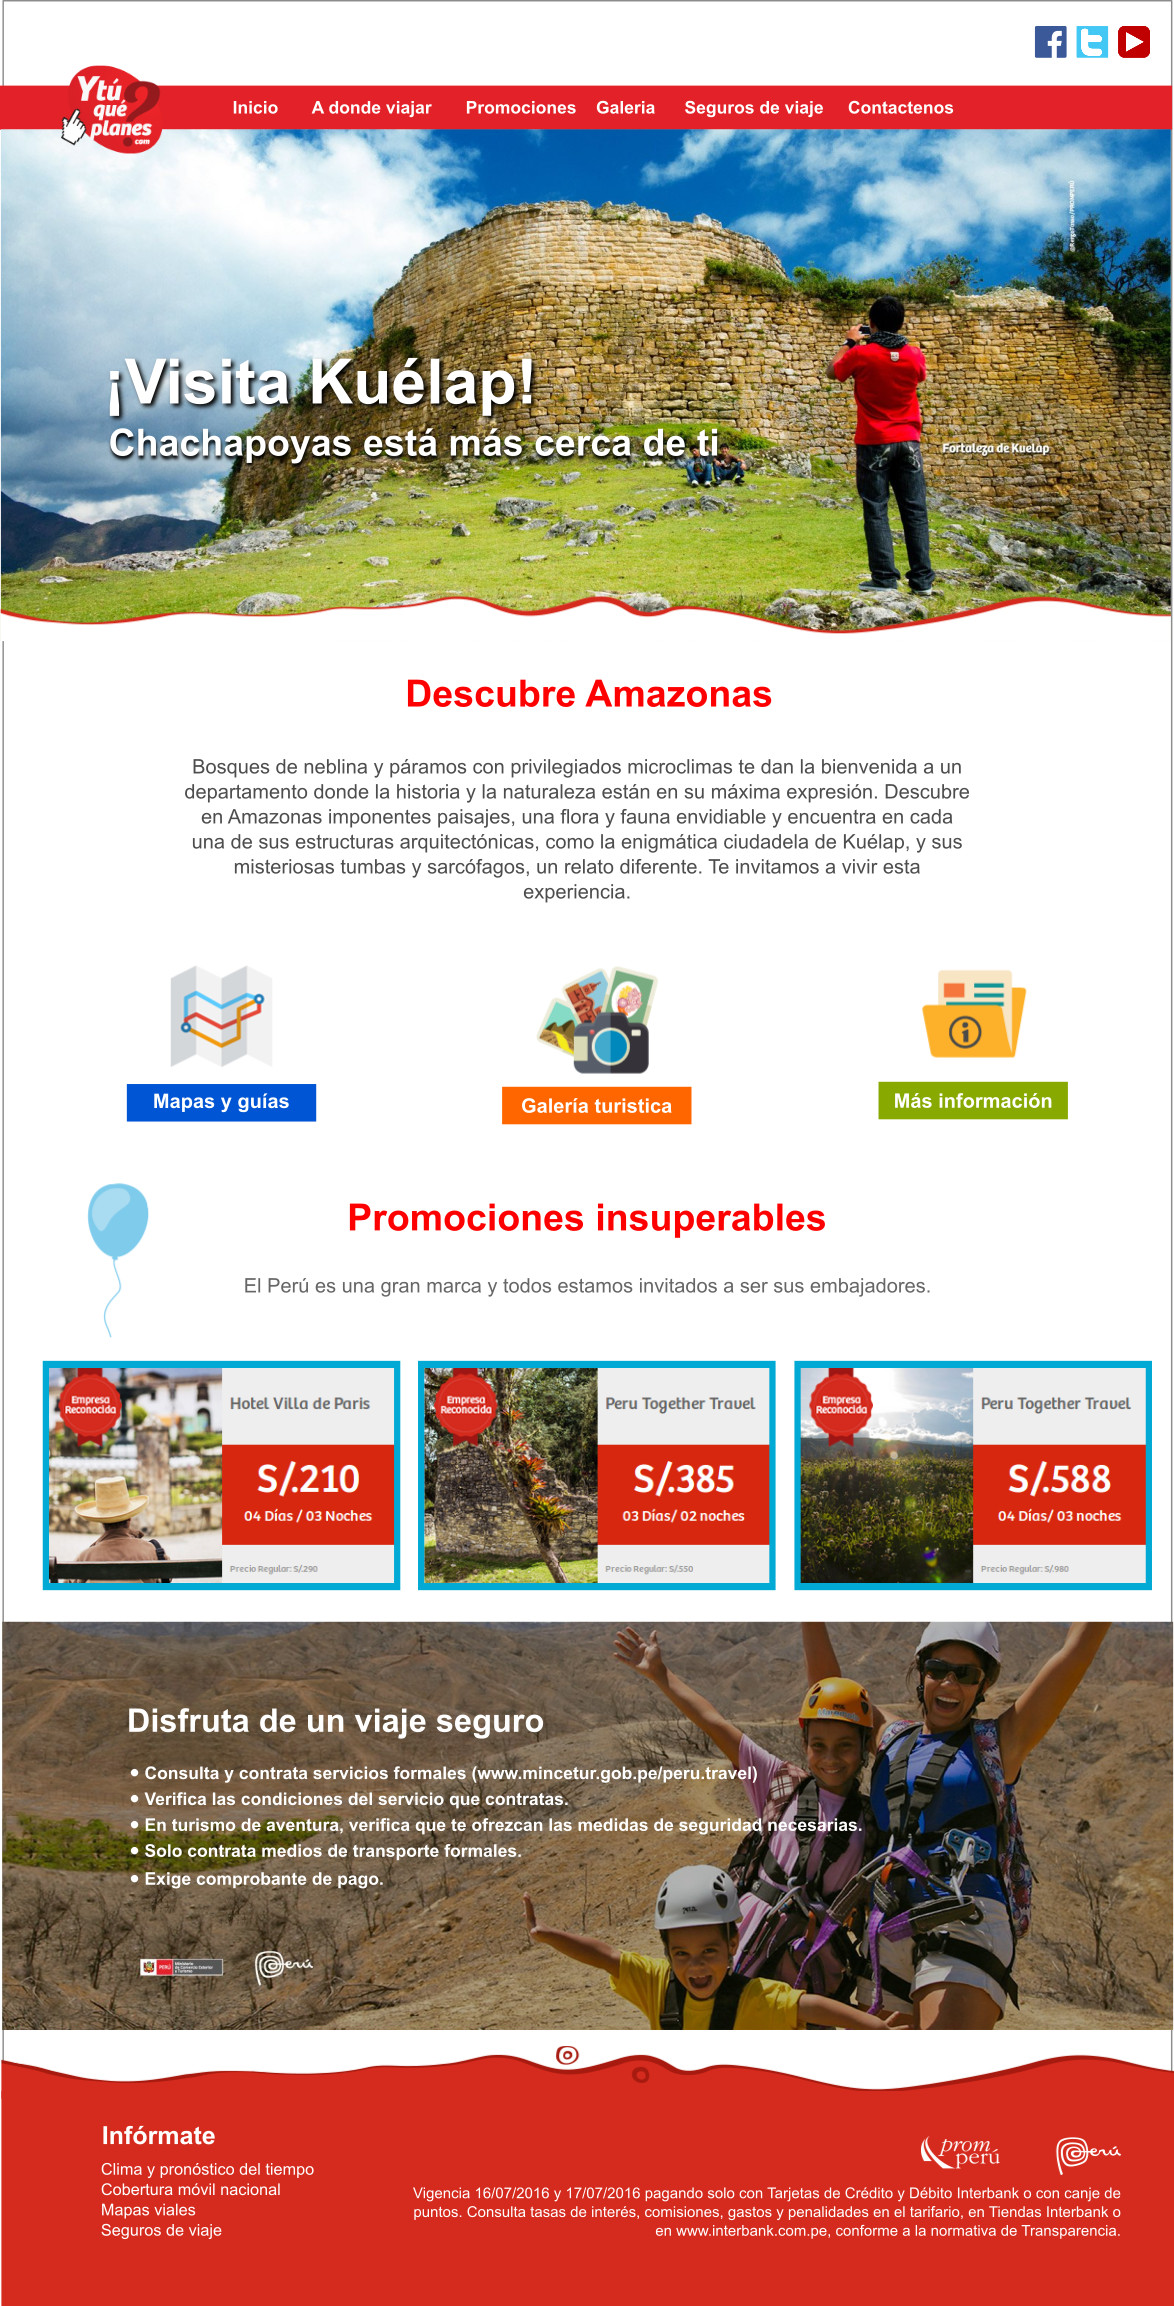 Ytú
qué
planes
.com
?
Inicio A donde viajar Promociones Galeria Seguros de viaje Contactenos
¡Visita Kuélap!
Chachapoyas está más cerca de ti
Fortaleza de Kuelap
Descubre Amazonas
Bosques de neblina y páramos con privilegiados microclimas te dan la bienvenida a un
departamento donde la historia y la naturaleza están en su máxima expresión. Descubre
en Amazonas imponentes paisajes, una flora y fauna envidiable y encuentra en cada
una de sus estructuras arquitectónicas, como la enigmática ciudadela de Kuélap, y sus
misteriosas tumbas y sarcófagos, un relato diferente. Te invitamos a vivir esta
experiencia.
Mapas y guías
Galería turistica
Más información
Promociones insuperables
El Perú es una gran marca y todos estamos invitados a ser sus embajadores.
Empresa
Reconocida
Hotel Villa de Paris
S/.210
04 Días / 03 Noches
Precio Regular: S/.290
Empresa
Reconocida
Peru Together Travel
S/.385
03 Días/ 02 noches
Precio Regular: S/.550
Empresa
Reconocida
Peru Together Travel
S/.588
04 Días/ 03 noches
Precio Regular: S/.980
Disfruta de un viaje seguro
• Consulta y contrata servicios formales (www.mincetur.gob.pe/peru.travel)
• Verifica las condiciones del servicio que contratas.
• En turismo de aventura, verifica que te ofrezcan las medidas de seguridad necesarias.
• Solo contrata medios de transporte formales.
• Exige comprobante de pago.
PERÚ
Ministerio
de Comercio Exterior
y Turismo
Perú
Infórmate
Clima y pronóstico del tiempo
Cobertura móvil nacional
Mapas viales
Seguros de viaje
prom
perú
Perú
Vigencia 16/07/2016 y 17/07/2016 pagando solo con Tarjetas de Crédito y Débito Interbank o con canje de
puntos. Consulta tasas de interés, comisiones, gastos y penalidades en el tarifario, en Tiendas Interbank o
en www.interbank.com.pe, conforme a la normativa de Transparencia.